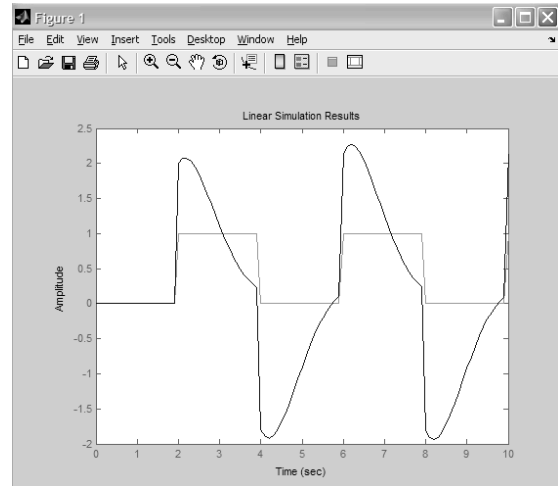 Figure 1
File Edit View Insert Tools Desktop Window Help
Linear Simulation Results
Amplitude
2.5
2
1.5
1
0.5
0
-0.5
-1
-1.5
-2
0 1 2 3 4 5 6 7 8 9 10
Time (sec)